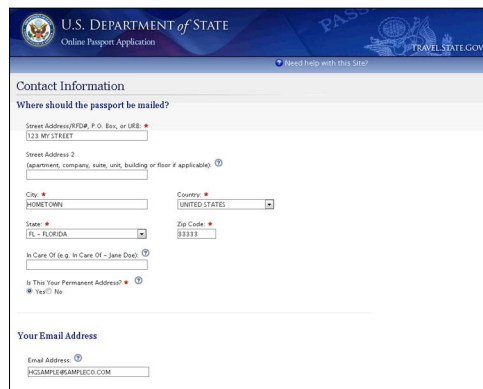 U.S. DEPARTMENT of STATE
Online Passport Application
PASS
TRAVEL.STATE.GOV
Need help with this Site?
Contact Information
Where should the passport be mailed?
Street Address/RFD#, P.O. Box, or URB: *
123 MY STREET
Street Address 2
(apartment, company, suite, unit, building or floor if applicable): ?
City: * Country: *
HOMETOWN UNITED STATES
State: * Zip Code: *
FL - FLORIDA 33333
In Care Of (e.g. In Care Of - Jane Doe): ?
Is This Your Permanent Address? * ?
Yes No
Your Email Address
Email Address: ?
HGSAMPLE@SAMPLECO.COM